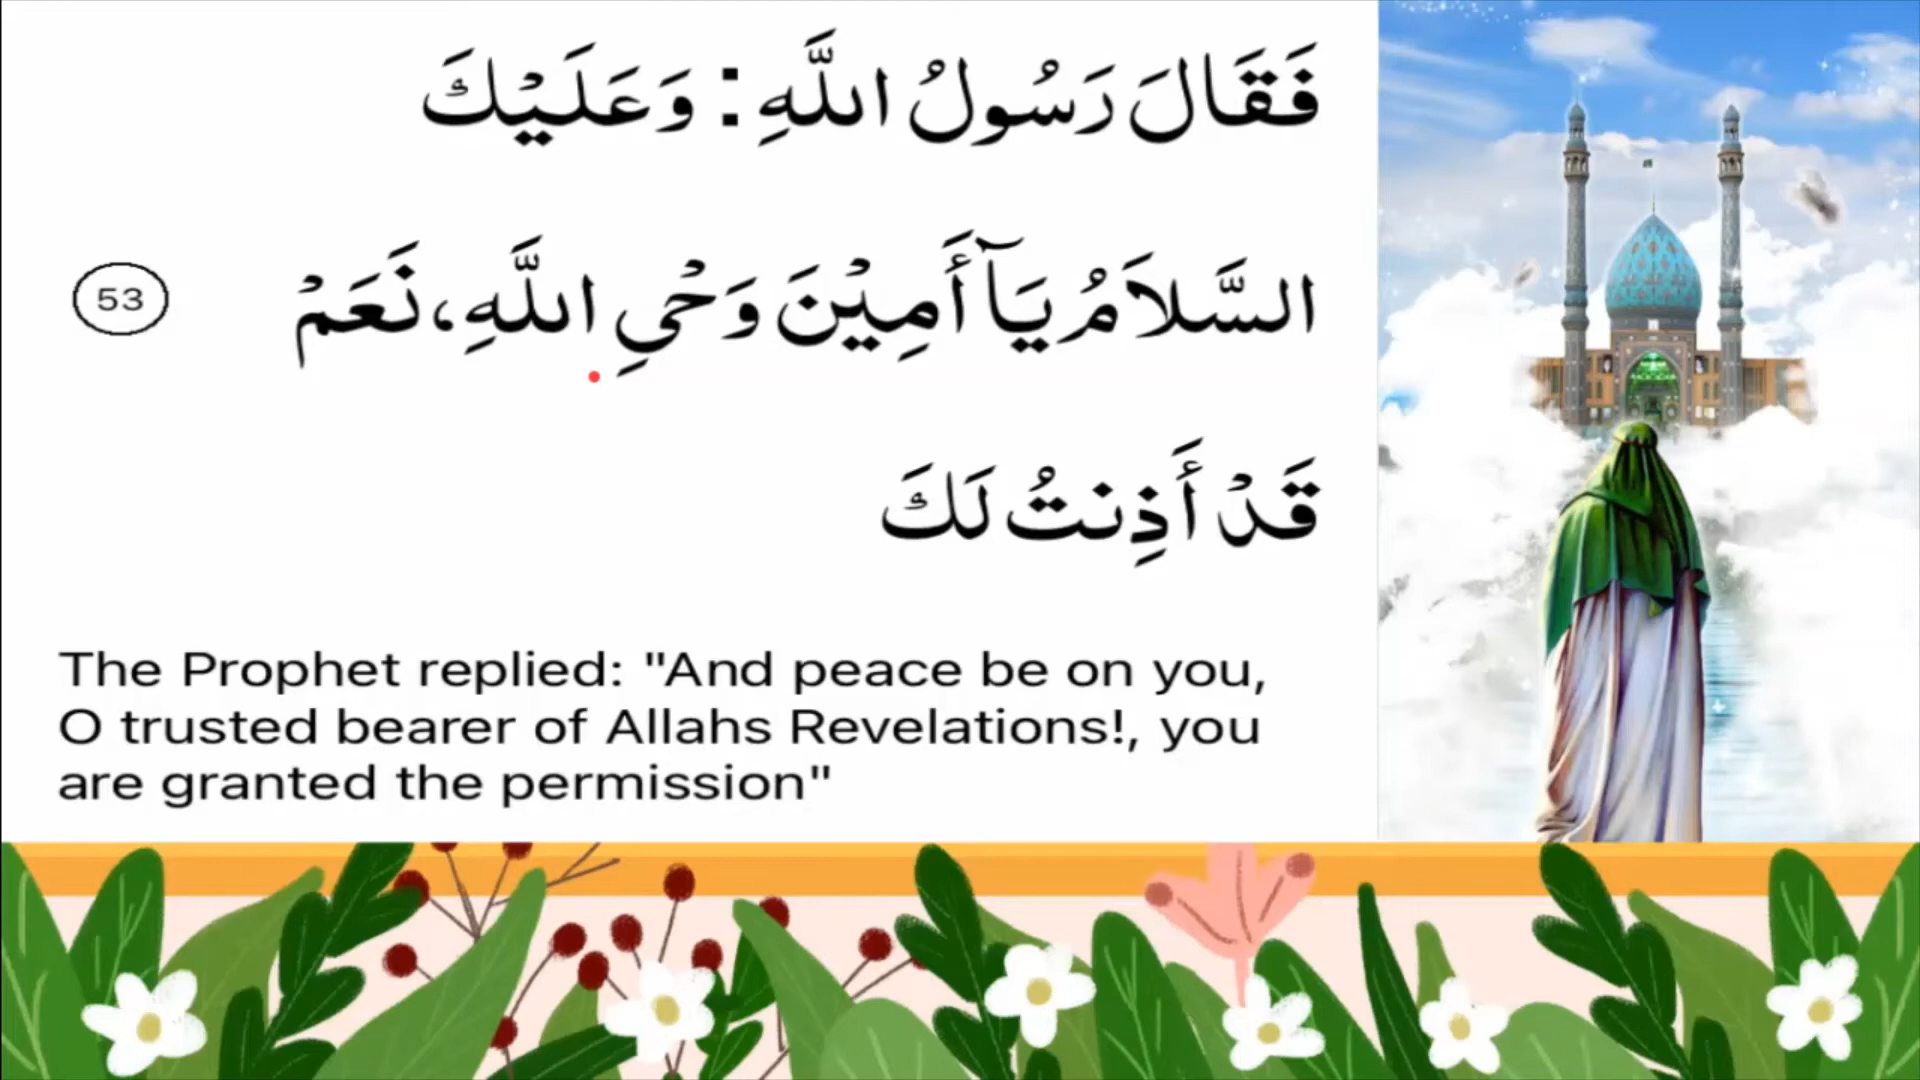 فَقَالَ رَسُولُ اللَّهِ : وَعَلَيْكَ
السَّلاَمُ يَآ أَمِيْنَ وَحْيِ اللَّهِ، نَعَمْ
53
قَدْ أَذِنتُ لَكَ
The Prophet replied: "And peace be on you,
O trusted bearer of Allahs Revelations!, you
are granted the permission"